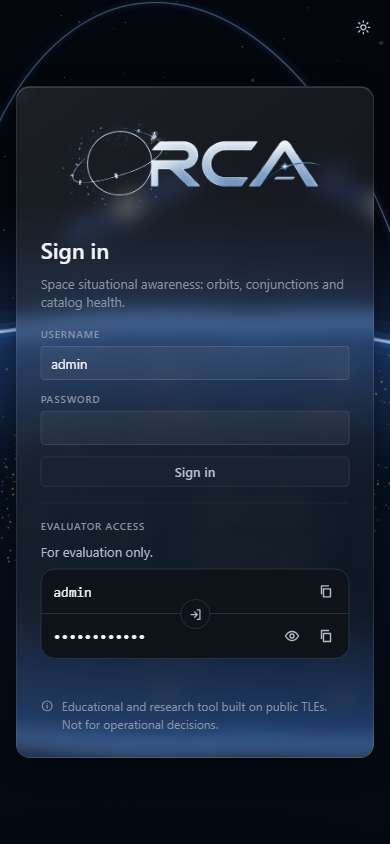 ORCA
Sign in
Space situational awareness: orbits, conjunctions and
catalog health.
USERNAME
admin
PASSWORD
Sign in
EVALUATOR ACCESS
For evaluation only.
admin
••••••••••••
Educational and research tool built on public TLEs.
Not for operational decisions.